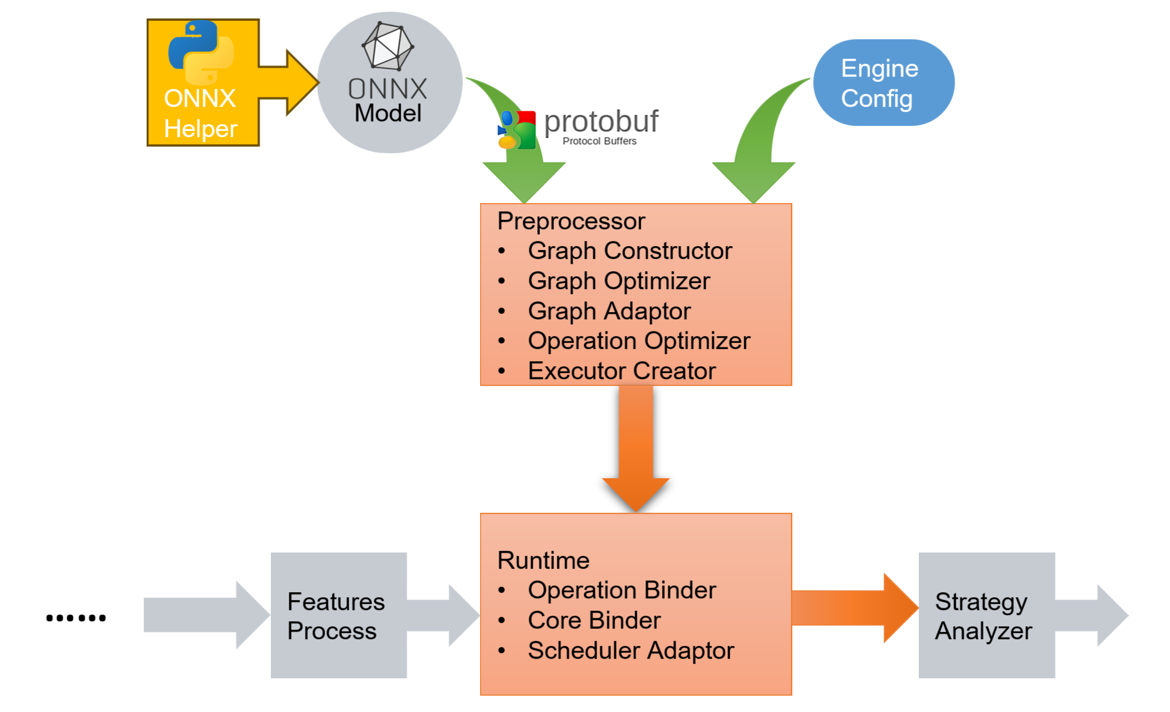 ONNX
Helper
ONNX
Model
protobuf
Protocol Buffers
Engine
Config
Preprocessor
• Graph Constructor
• Graph Optimizer
• Graph Adaptor
• Operation Optimizer
• Executor Creator
......
Features
Process
Runtime
• Operation Binder
• Core Binder
• Scheduler Adaptor
Strategy
Analyzer